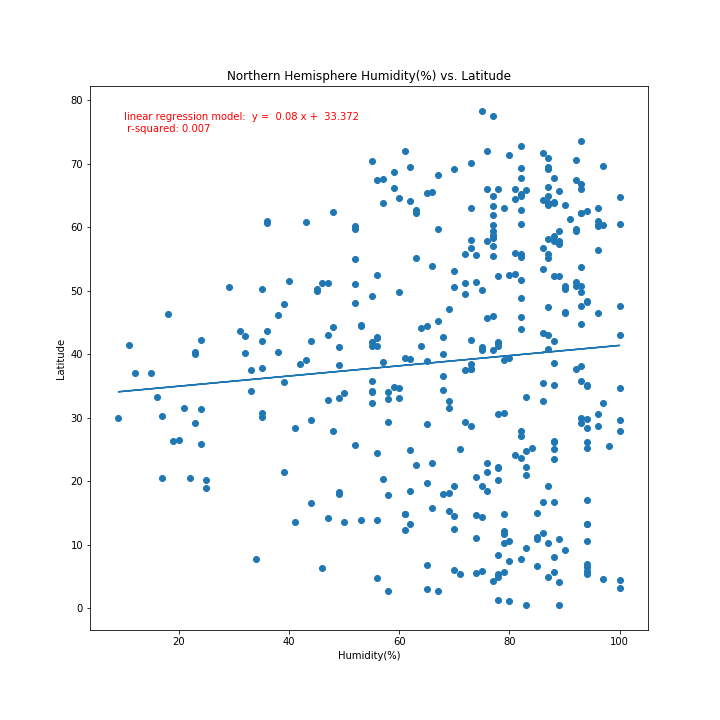 Northern Hemisphere Humidity(%) vs. Latitude
linear regression model:  y =  0.08 x +  33.372
r-squared: 0.007
80
70
60
50
40
30
20
10
0
Latitude
20 40 60 80 100
Humidity(%)